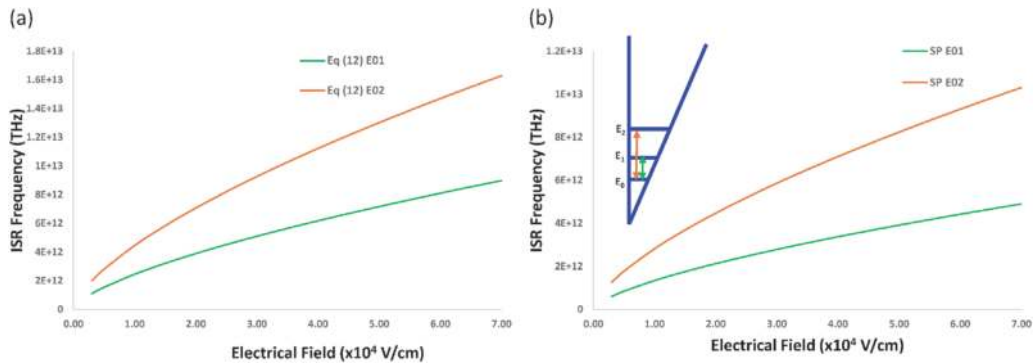 (a)
ISR Frequency (THz)
1.8E+13
1.6E+13
1.4E+13
1.2E+13
1E+13
8E+12
6E+12
4E+12
2E+12
0
Eq (12) E01
Eq (12) E02
0.00 1.00 2.00 3.00 4.00 5.00 6.00 7.00
Electrical Field (x10⁴ V/cm)
(b)
ISR Frequency (THz)
1.2E+13
1E+13
8E+12
6E+12
4E+12
2E+12
0
E₂
E₁
E₀
SP E01
SP E02
0.00 1.00 2.00 3.00 4.00 5.00 6.00 7.00
Electrical Field (x10⁴ V/cm)